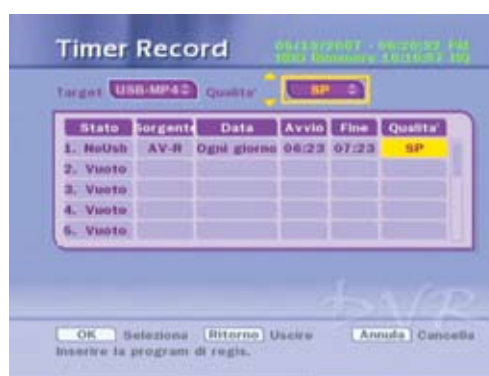 Timer Record
Target USB-MP4 Qualita' SP
Stato Sorgente Data Avvio Fine Qualita'
1. NoUsb AV-R Ogni giorno 06:23 07:23 SP
2. Vuoto
3. Vuoto
4. Vuoto
5. Vuoto
DVR
OK Seleziona Ritorno Uscire Annulla Cancella
Inserire la program di regis.